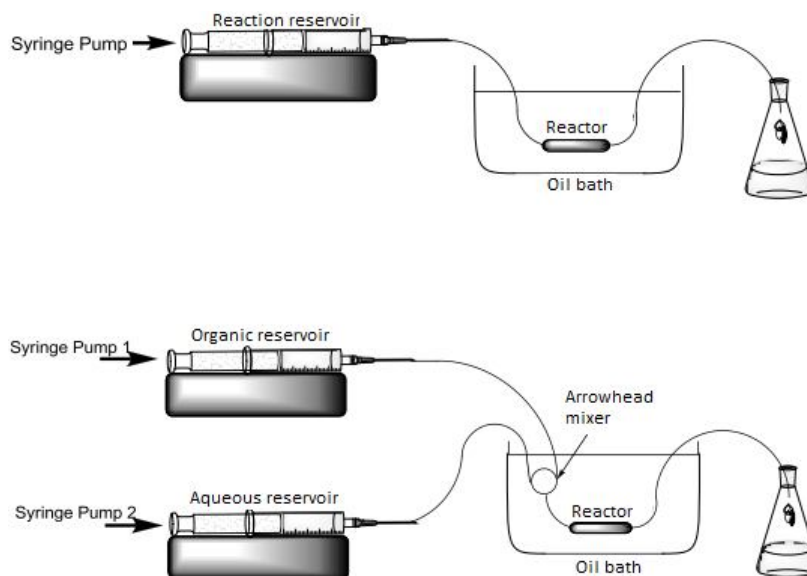 Reaction reservoir
Syringe Pump
Reactor
Oil bath
Organic reservoir
Syringe Pump 1
Arrowhead
mixer
Aqueous reservoir
Syringe Pump 2
Reactor
Oil bath